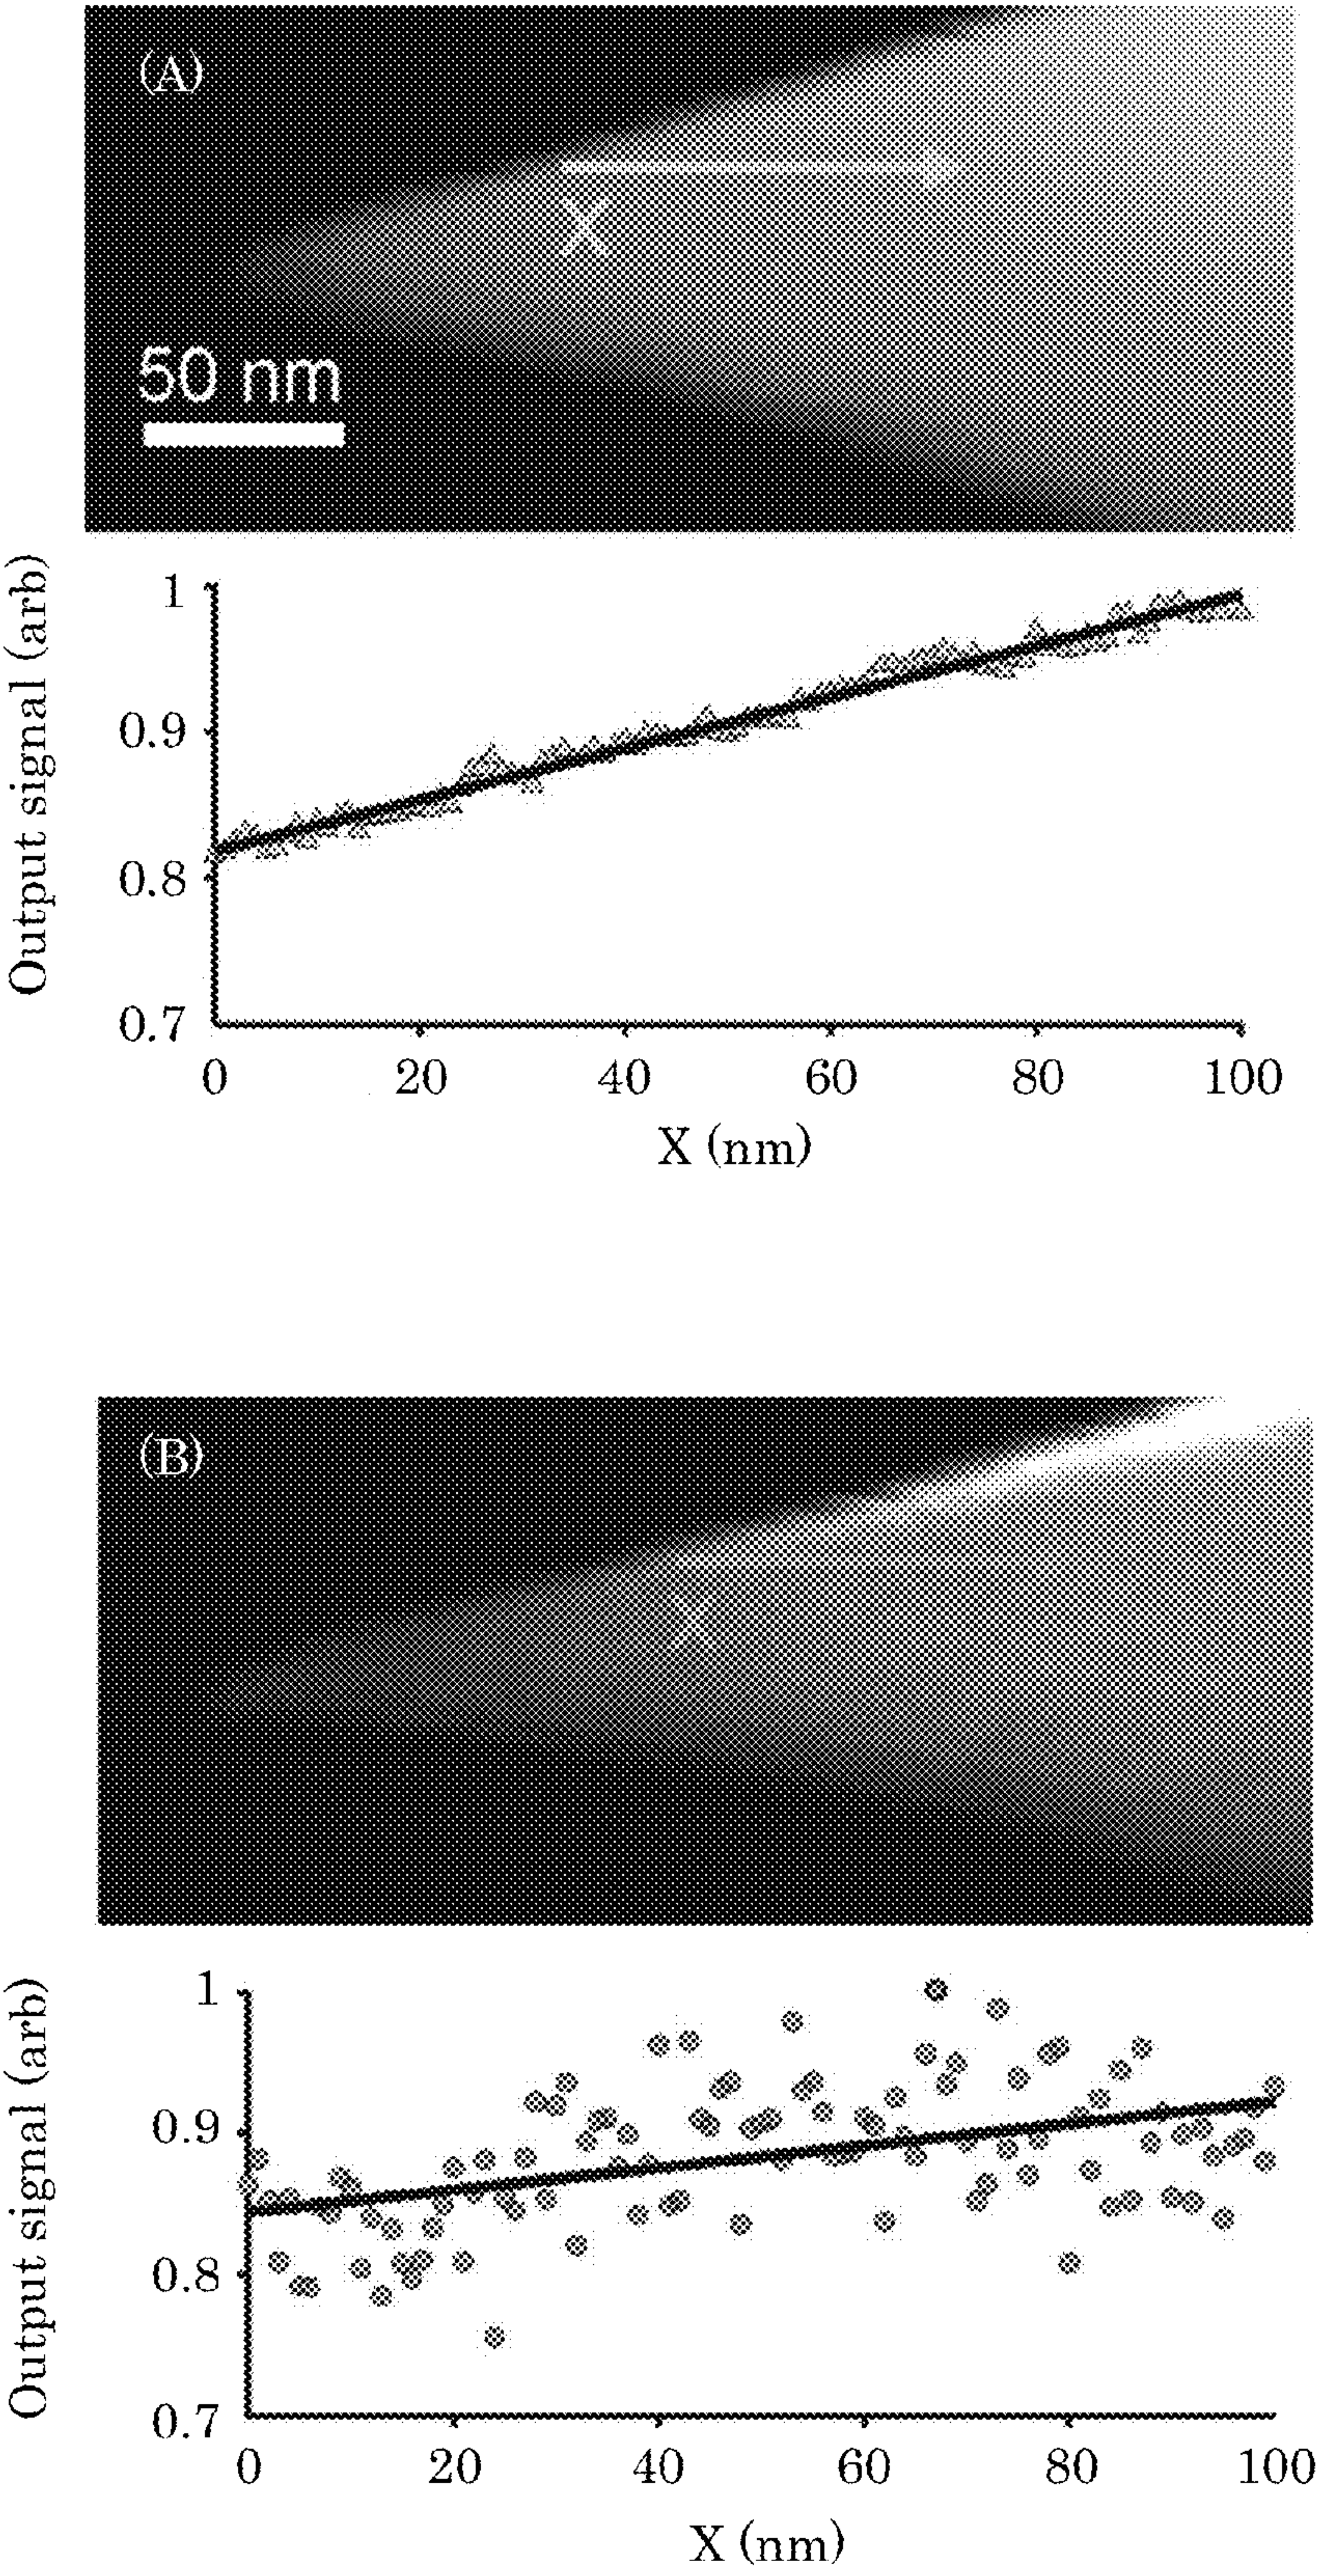 (A)
X
50 nm
Output signal (arb)
1
0.9
0.8
0.7
0 20 40 60 80 100
X (nm)
(B)
X
Output signal (arb)
1
0.9
0.8
0.7
0 20 40 60 80 100
X (nm)